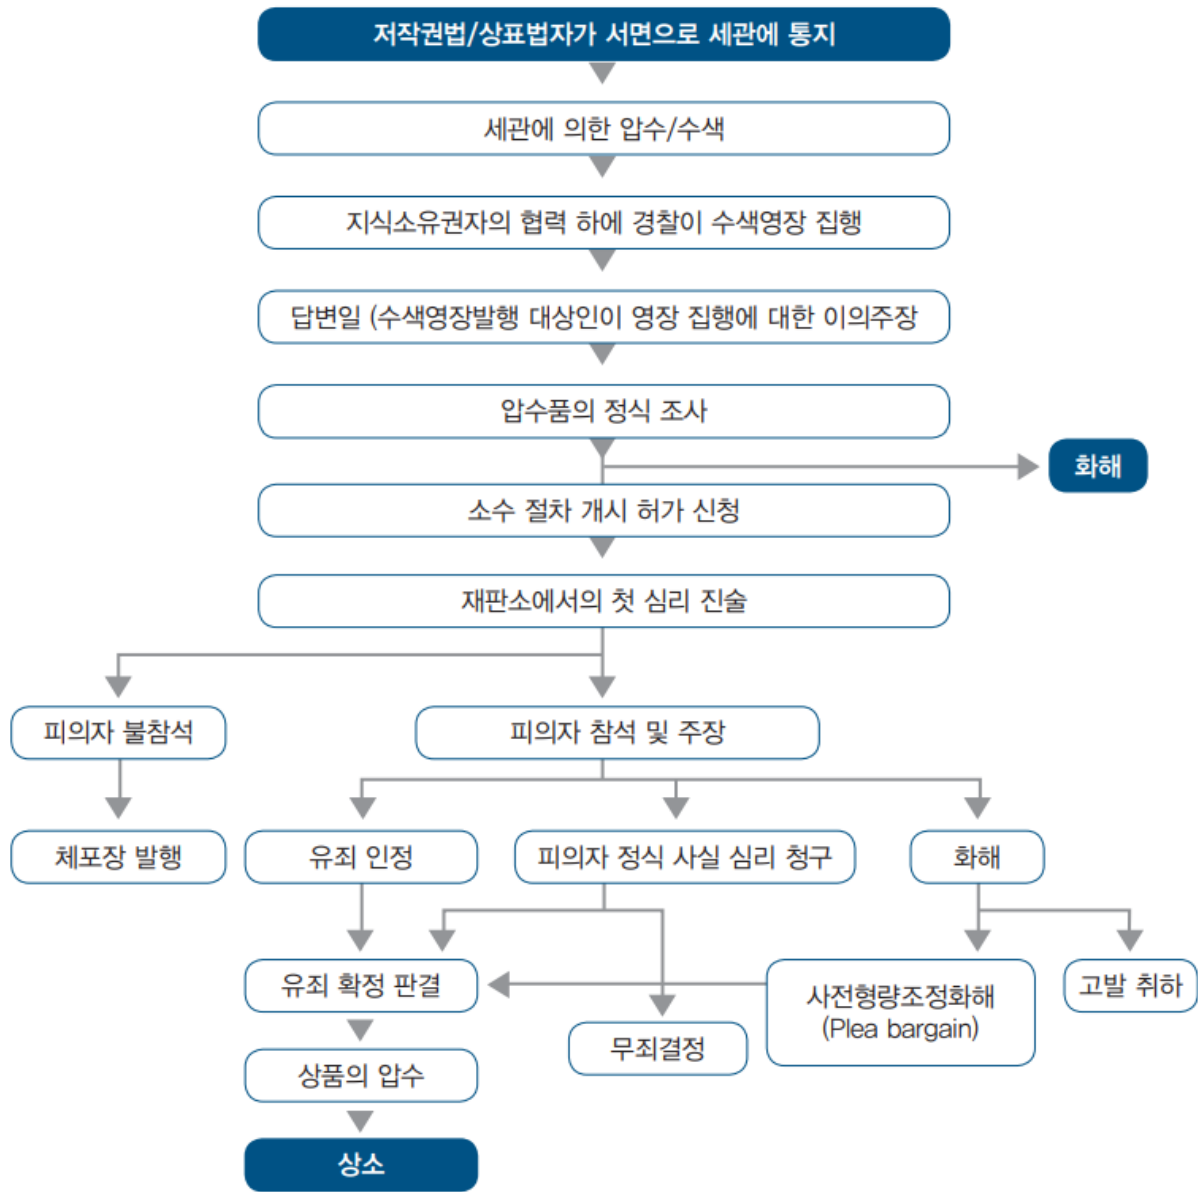 저작권법/상표법자가 서면으로 세관에 통지
세관에 의한 압수/수색
지식소유권자의 협력 하에 경찰이 수색영장 집행
답변일 (수색영장발행 대상인이 영장 집행에 대한 이의주장
압수품의 정식 조사
화해
소수 절차 개시 허가 신청
재판소에서의 첫 심리 진술
피의자 불참석
피의자 참석 및 주장
체포장 발행
유죄 인정
피의자 정식 사실 심리 청구
화해
유죄 확정 판결
사전형량조정화해
(Plea bargain)
고발 취하
무죄결정
상품의 압수
상소